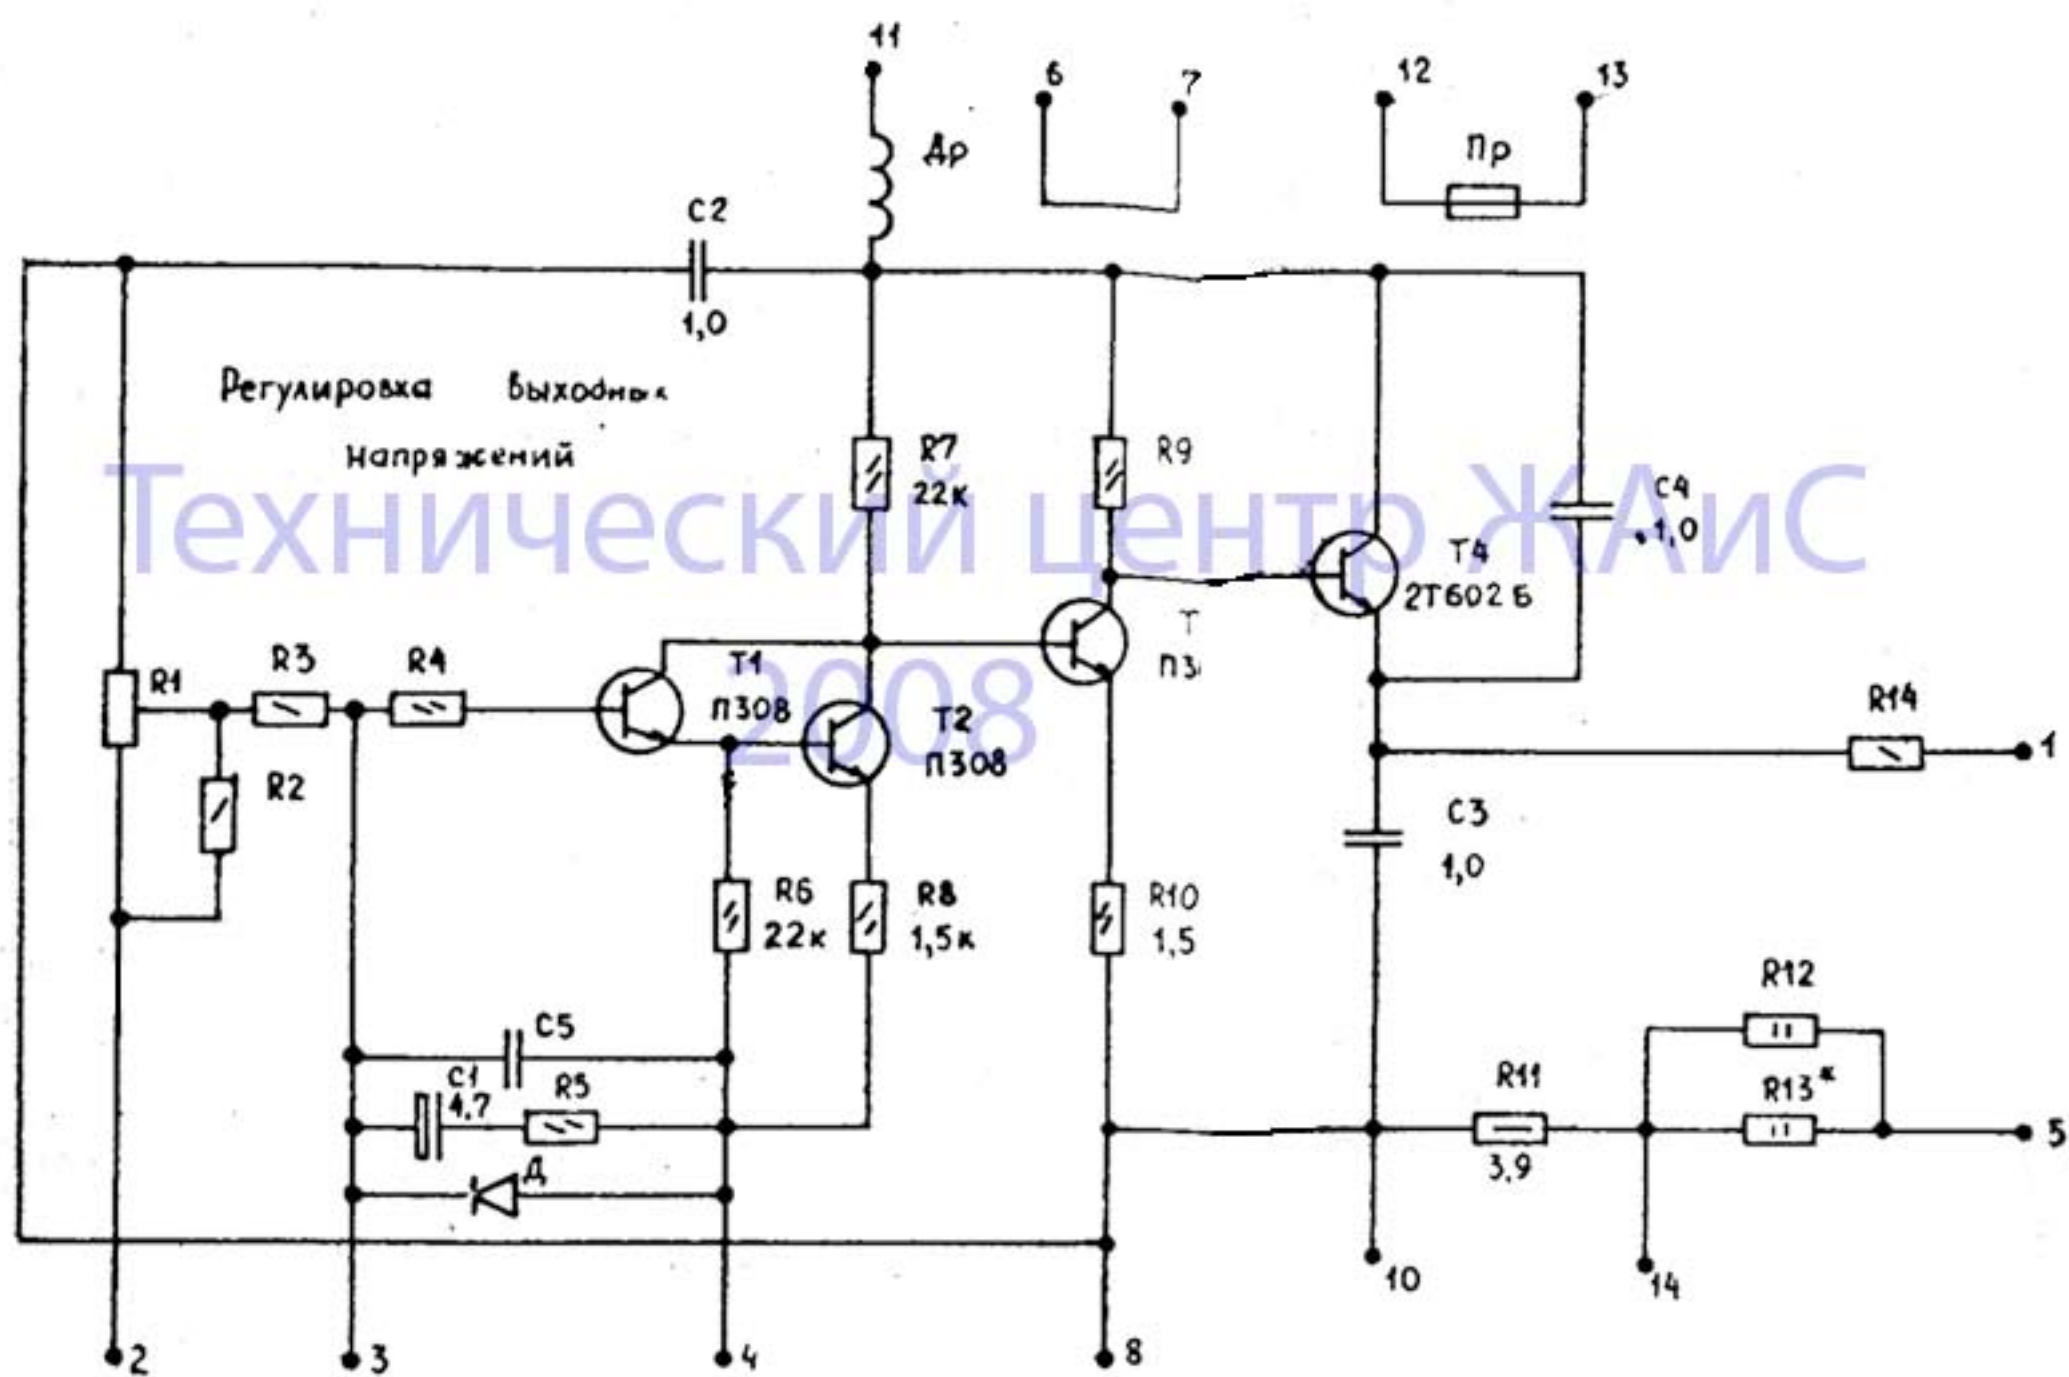 11
6
7
12
13
Др
Пр
C2
1,0
Регулировка
напряжений
R7
22к
R9
C4
1,0
Технический центр ЖАиС
2008
T4
2Т602Б
R1
R3
R4
T1
П308
T2
П308
R14
1
R2
C3
1,0
R6
22к
R8
1,5к
R10
1,5
R12
C5
C1
4,7
R5
R11
3,9
R13*
5
Д
10
14
2
3
4
8